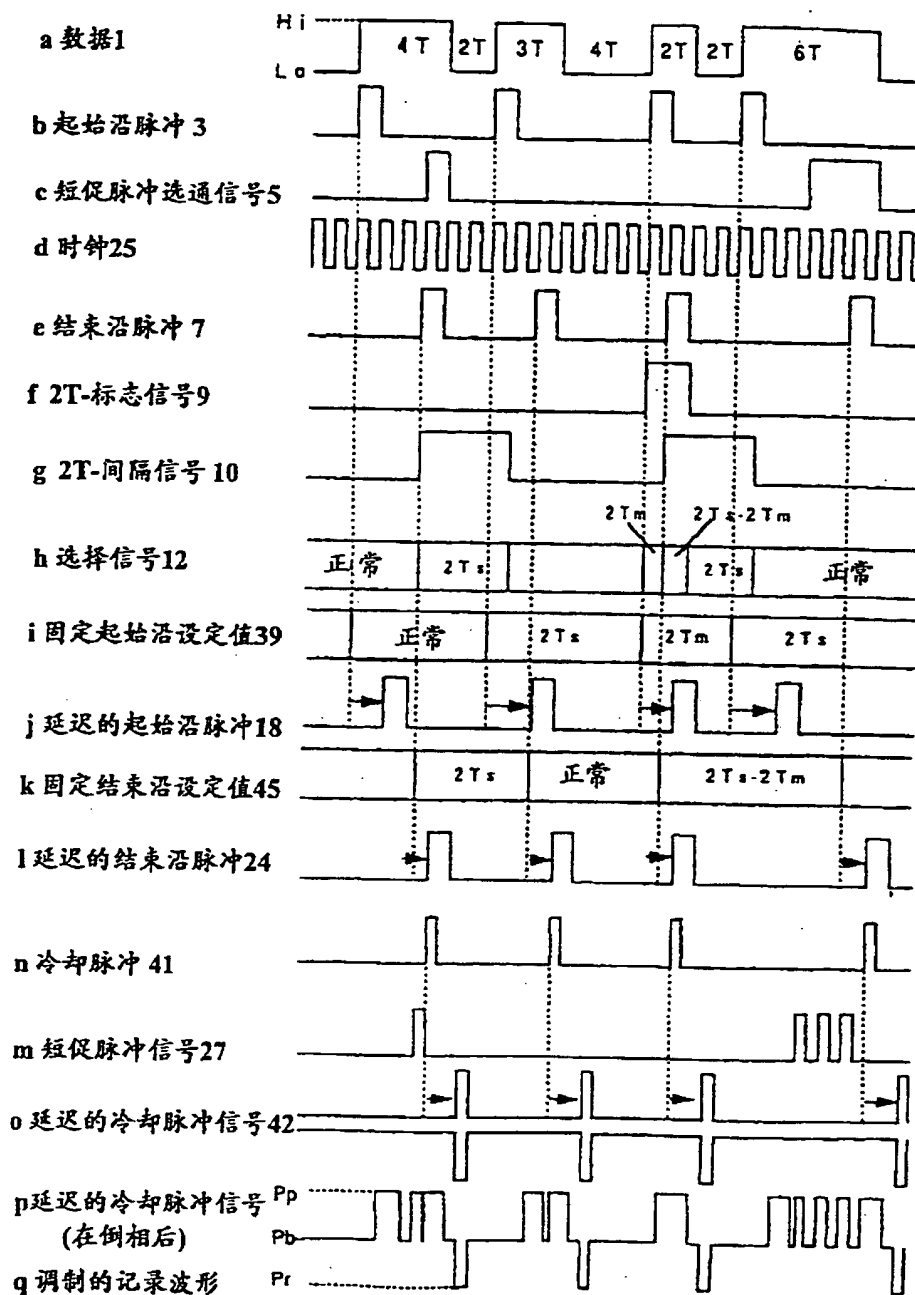 Hi
a 数据1
4T 2T 3T 4T 2T 2T 6T
Lo
b 起始沿脉冲 3
c 短促脉冲选通信号5
d 时钟25
e 结束沿脉冲 7
f 2T-标志信号9
g 2T-间隔信号 10
2Tm 2Ts-2Tm
h 选择信号12
正常 2Ts 2Ts 正常
i 固定起始沿设定值39
正常 2Ts 2Tm 2Ts
j 延迟的起始沿脉冲18
k 固定结束沿设定值45
2Ts 正常 2Ts-2Tm
l 延迟的结束沿脉冲24
n 冷却脉冲 41
m 短促脉冲信号27
o 延迟的冷却脉冲信号42
p延迟的冷却脉冲信号
(在倒相后)
Pp
Pb
q 调制的记录波形
Pr